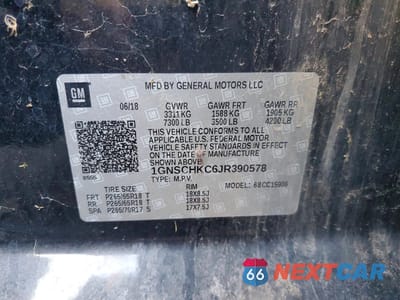 GM
MFD BY GENERAL MOTORS LLC
06/18 GVWR GAWR FRT GAWR RR
3311 KG 1588 KG 1905 KG
7300 LB 3500 LB 4200 LB
THIS VEHICLE CONFORMS TO ALL APPLICABLE
U.S. FEDERAL MOTOR
VEHICLE SAFETY STANDARDS
IN EFFECT ON THE DATE
OF MANUFACTURE
SHOWN ABOVE.
1GNSCHKC6JR390578
TYPE: M.P.V. MODEL:
TIRE SIZE RIM
FRT P265/65R18 T 18X8.5J
RR P265/65R18 T 18X8.5J
SPA P265/70R17 S 17X7.5J
66 NEXTCAR